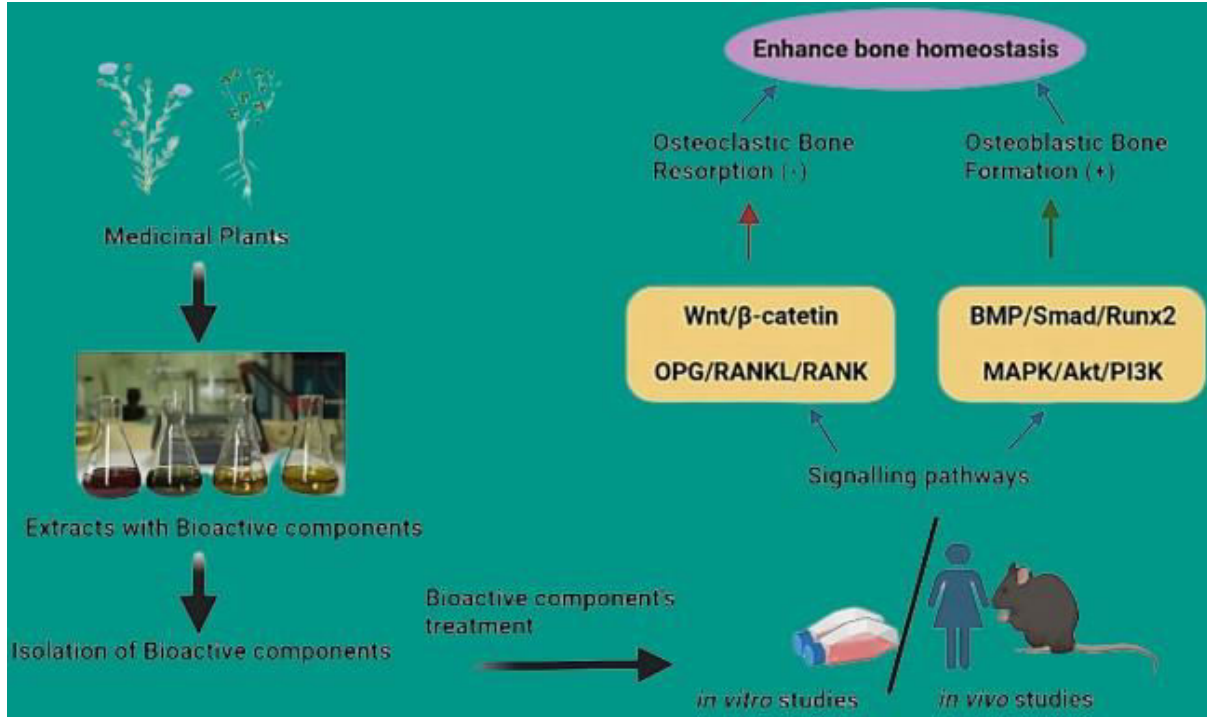 Medicinal Plants
Extracts with Bioactive components
Isolation of Bioactive components
Bioactive component's
treatment
in vitro studies
in vivo studies
Signalling pathways
Wnt/β-catetin
OPG/RANKL/RANK
BMP/Smad/Runx2
MAPK/Akt/PI3K
Osteoclastic Bone
Resorption (-)
Osteoblastic Bone
Formation (+)
Enhance bone homeostasis